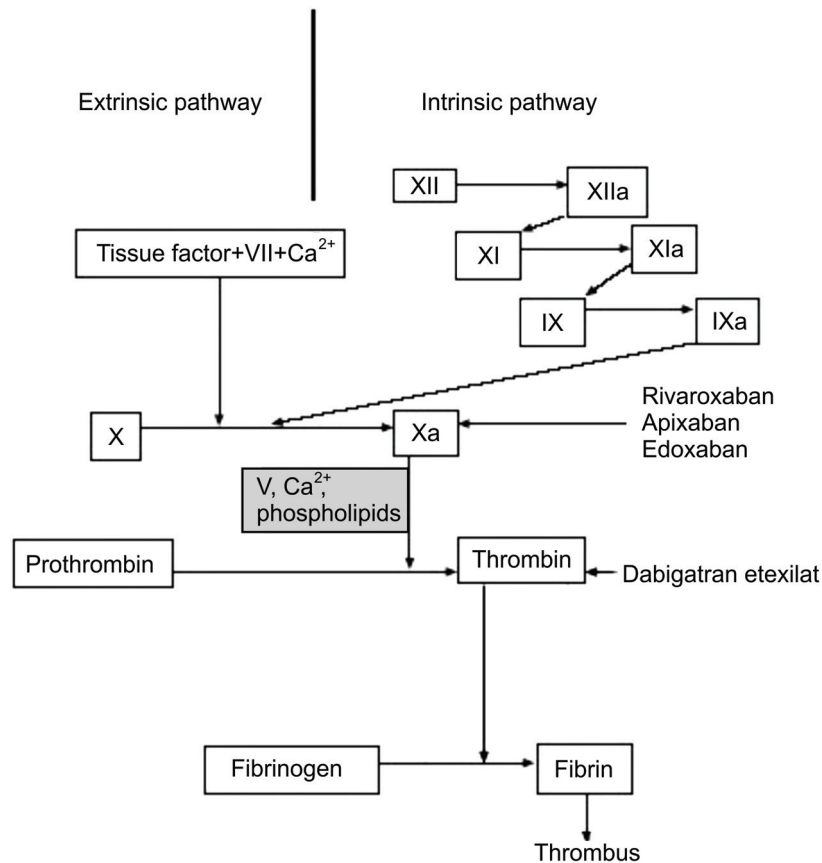 Extrinsic pathway
Intrinsic pathway
XII
XIIa
Tissue factor+VII+Ca²⁺
XI
XIa
IX
IXa
X
Xa
Rivaroxaban
Apixaban
Edoxaban
V, Ca²⁺,
phospholipids
Prothrombin
Thrombin
Dabigatran etexilat
Fibrinogen
Fibrin
Thrombus